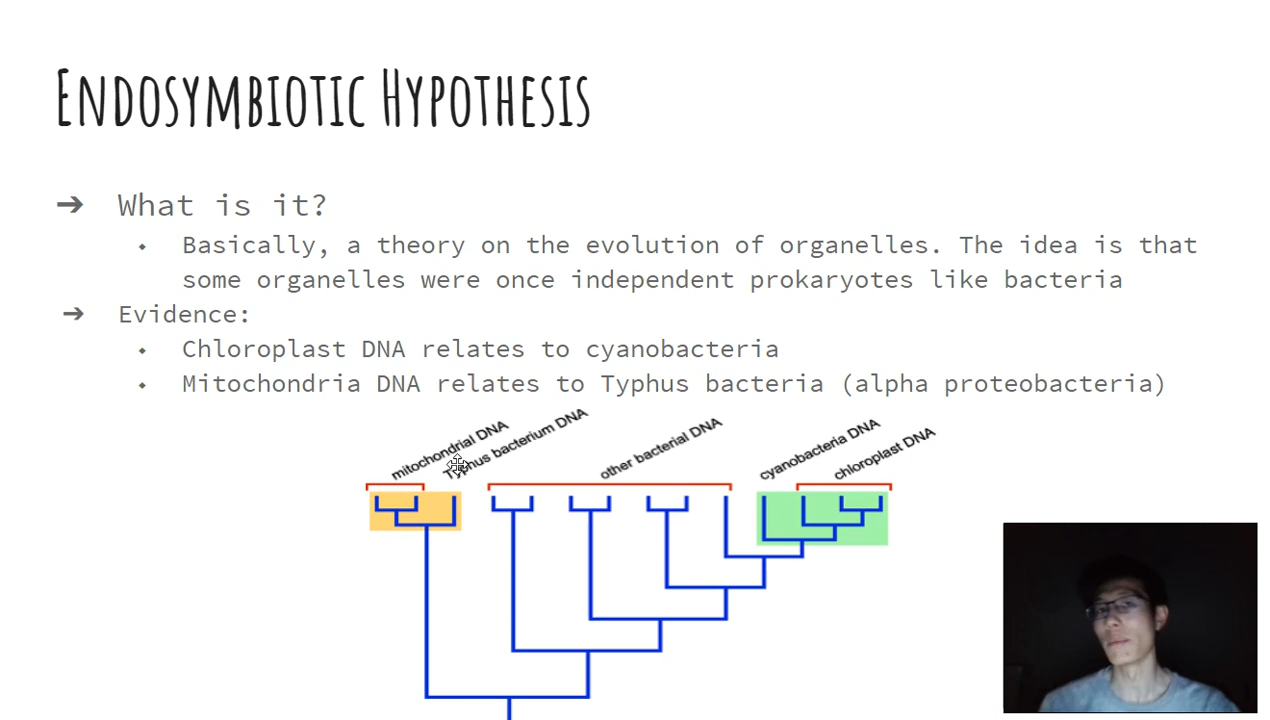 ENDOSYMBIOTIC HYPOTHESIS
➔ What is it?
⬩ Basically, a theory on the evolution of organelles. The idea is that
some organelles were once independent prokaryotes like bacteria
➔ Evidence:
⬩ Chloroplast DNA relates to cyanobacteria
⬩ Mitochondria DNA relates to Typhus bacteria (alpha proteobacteria)
mitochondrial DNA
Typhus bacterium DNA
other bacterial DNA
cyanobacteria DNA
chloroplast DNA